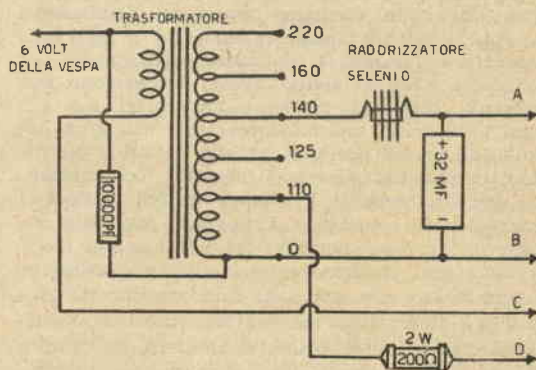 TRASFORMATORE
6 VOLT
DELLA VESPA
220
160
140
125
110
0
RADDRIZZATORE
SELENIO
A
+ 32 MF -
B
C
10000PF
2 W
200Ω
D